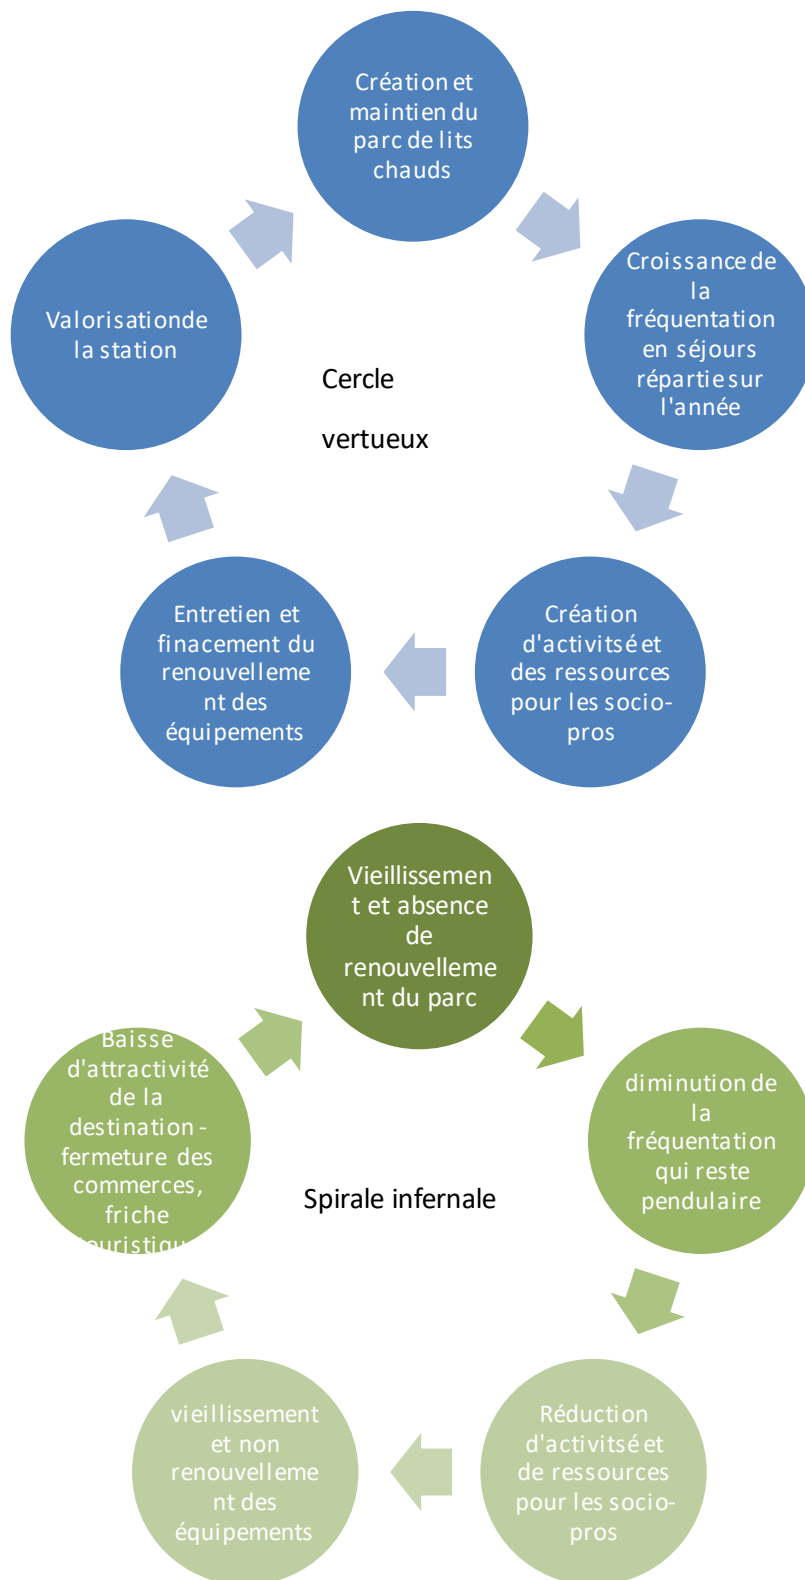 Création et
maintien du
parc de lits
chauds
Croissance de
la
fréquentation
en séjours
répartie sur
l'année
Création
d'activitsé et
des ressources
pour les socio-
pros
Entretien et
finacement du
renouvelleme
nt des
équipements
Valorisationde
la station
Cercle
vertueux
Vieillissemen
t et absence
de
renouvelleme
nt du parc
diminution de
la
fréquentation
qui reste
pendulaire
Réduction
d'activitsé et
de ressources
pour les socio-
pros
vieillissement
et non
renouvelleme
nt des
équipements
Baisse
d'attractivité
de la
destination -
fermeture des
commerces,
friche
touristique
Spirale infernale